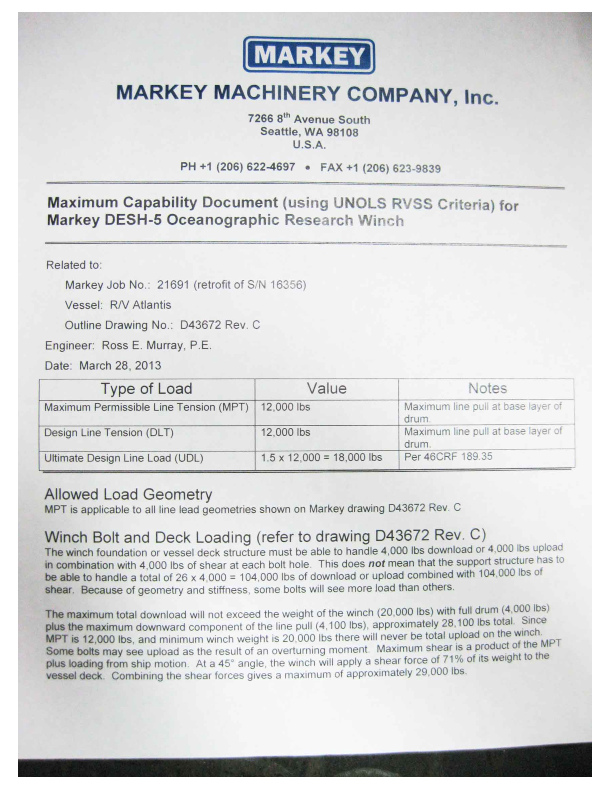 MARKEY
MARKEY MACHINERY COMPANY, Inc.
7266 8th Avenue South
Seattle, WA 98108
U.S.A.
PH +1 (206) 622-4697 • FAX +1 (206) 623-9839
Maximum Capability Document (using UNOLS RVSS Criteria) for
Markey DESH-5 Oceanographic Research Winch
Related to:
Markey Job No.: 21691 (retrofit of S/N 16356)
Vessel: R/V Atlantis
Outline Drawing No.: D43672 Rev. C
Engineer: Ross E. Murray, P.E.
Date: March 28, 2013
Type of Load Value Notes
Maximum Permissible Line Tension (MPT) 12,000 lbs Maximum line pull at base layer of
drum.
Design Line Tension (DLT) 12,000 lbs Maximum line pull at base layer of
drum.
Ultimate Design Line Load (UDL) 1.5 x 12,000 = 18,000 lbs Per 46CRF 189.35
Allowed Load Geometry
MPT is applicable to all line lead geometries shown on Markey drawing D43672 Rev. C
Winch Bolt and Deck Loading (refer to drawing D43672 Rev. C)
The winch foundation or vessel deck structure must be able to handle 4,000 lbs download or 4,000 lbs upload
in combination with 4,000 lbs of shear at each bolt hole. This does not mean that the support structure has to
be able to handle a total of 26 x 4,000 = 104,000 lbs of download or upload combined with 104,000 lbs of
shear. Because of geometry and stiffness, some bolts will see more load than others.
The maximum total download will not exceed the weight of the winch (20,000 lbs) with full drum (4,000 lbs)
plus the maximum downward component of the line pull (4,100 lbs), approximately 28,100 lbs total. Since
MPT is 12,000 lbs, and minimum winch weight is 20,000 lbs there will never be total upload on the winch.
Some bolts may see upload as the result of an overturning moment. Maximum shear is a product of the MPT
plus loading from ship motion. At a 45° angle, the winch will apply a shear force of 71% of its weight to the
vessel deck. Combining the shear forces gives a maximum of approximately 29,000 lbs.